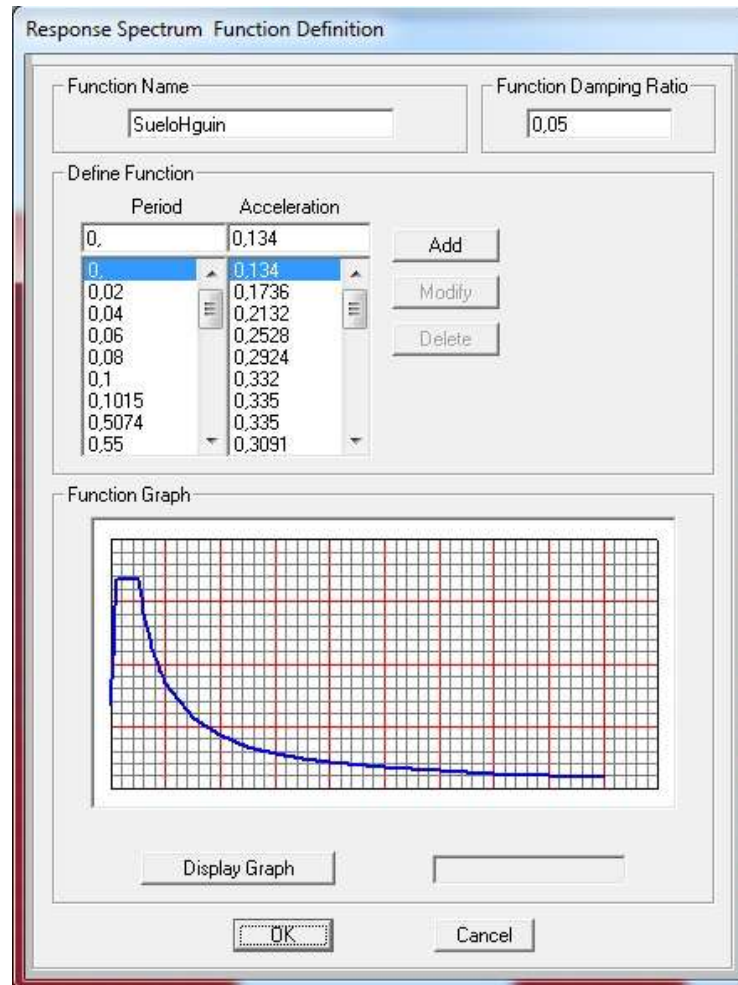 Response Spectrum Function Definition
Function Name
Function Damping Ratio
SueloHguin
0,05
Define Function
Period Acceleration
0, 0,134
Add
0, 0,134
0,02 0,1736
Modify
0,04 0,2132
0,06 0,2528
Delete
0,08 0,2924
0,1 0,332
0,1015 0,335
0,5074 0,335
0,55 0,3091
Function Graph
Display Graph
OK
Cancel